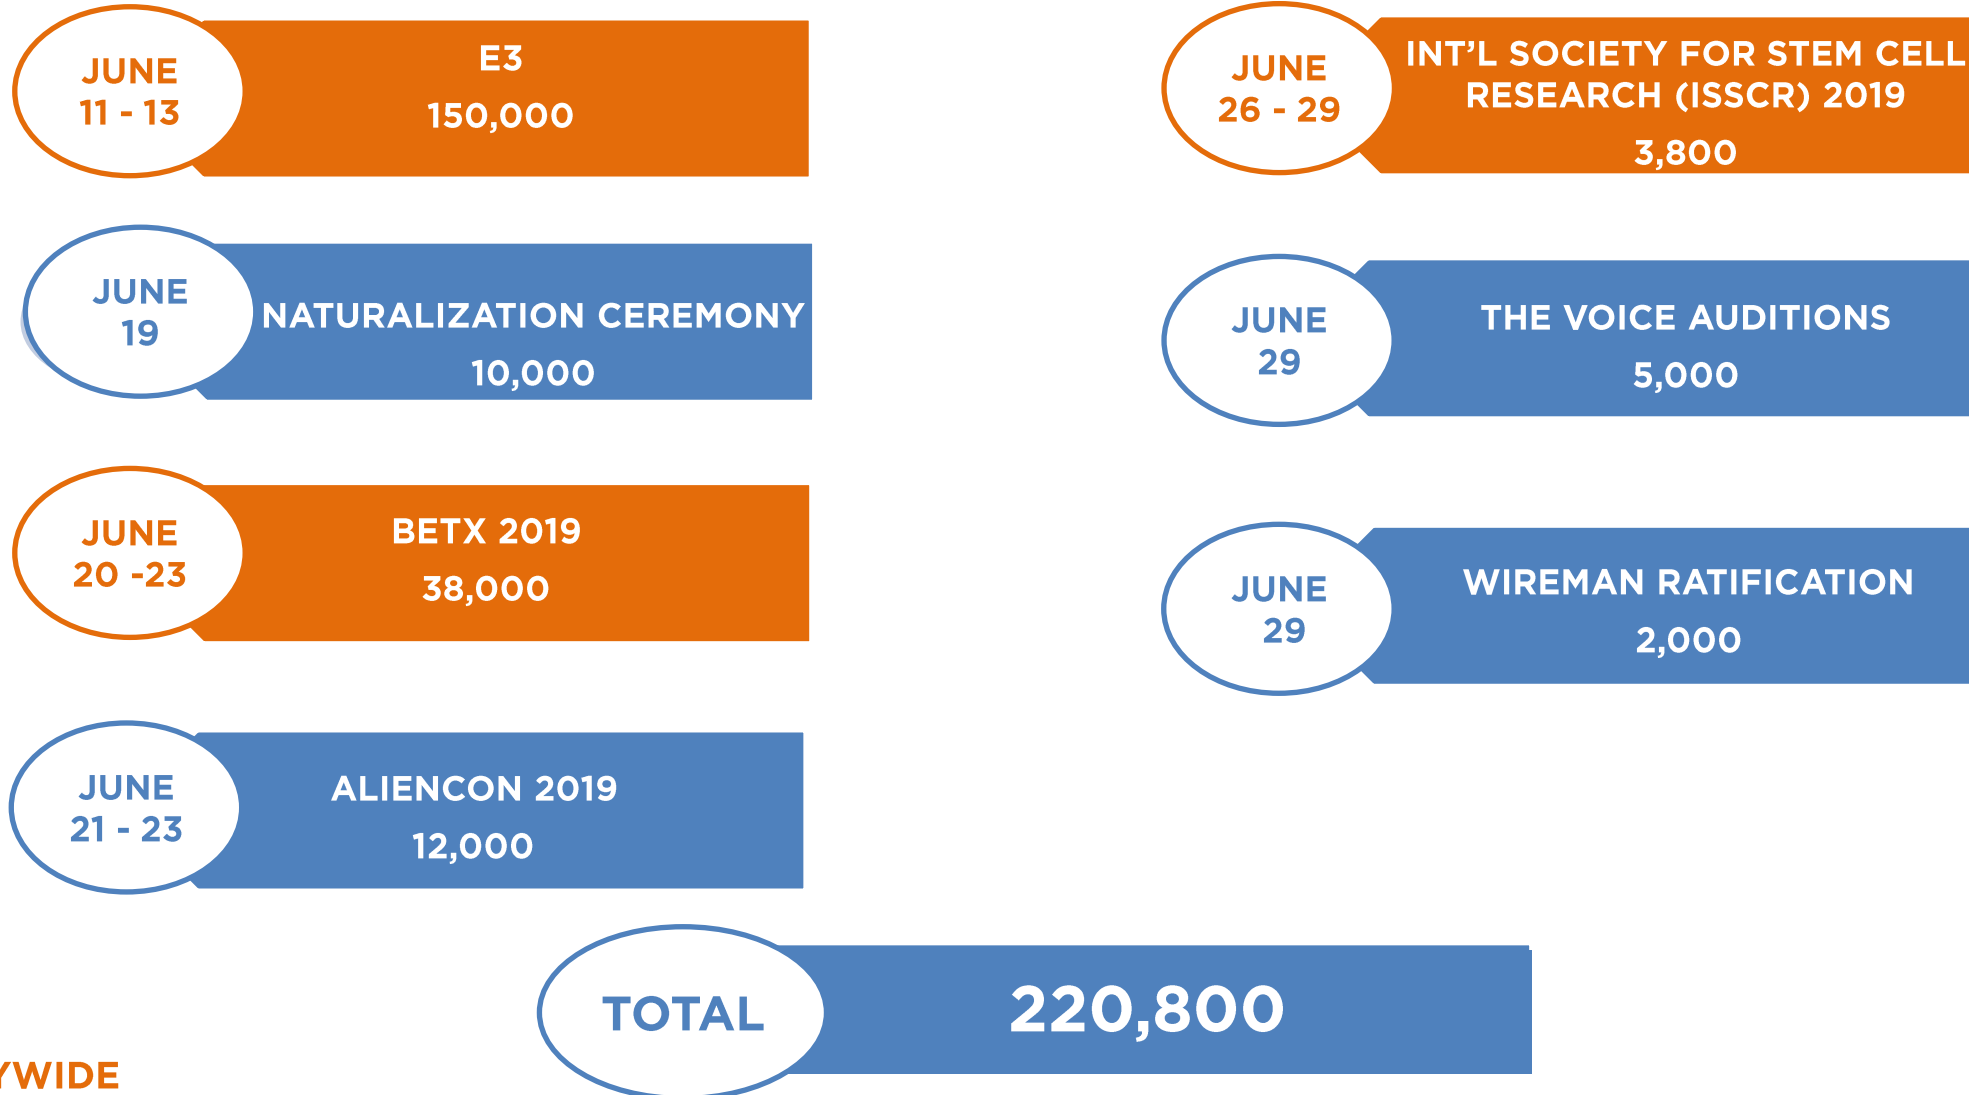 JUNE
11 - 13
E3
150,000
JUNE
19
NATURALIZATION CEREMONY
10,000
JUNE
20 -23
BETX 2019
38,000
JUNE
21 - 23
ALIENCON 2019
12,000
JUNE
26 - 29
INT'L SOCIETY FOR STEM CELL
RESEARCH (ISSCR) 2019
3,800
JUNE
29
THE VOICE AUDITIONS
5,000
JUNE
29
WIREMAN RATIFICATION
2,000
TOTAL
220,800
YWIDE